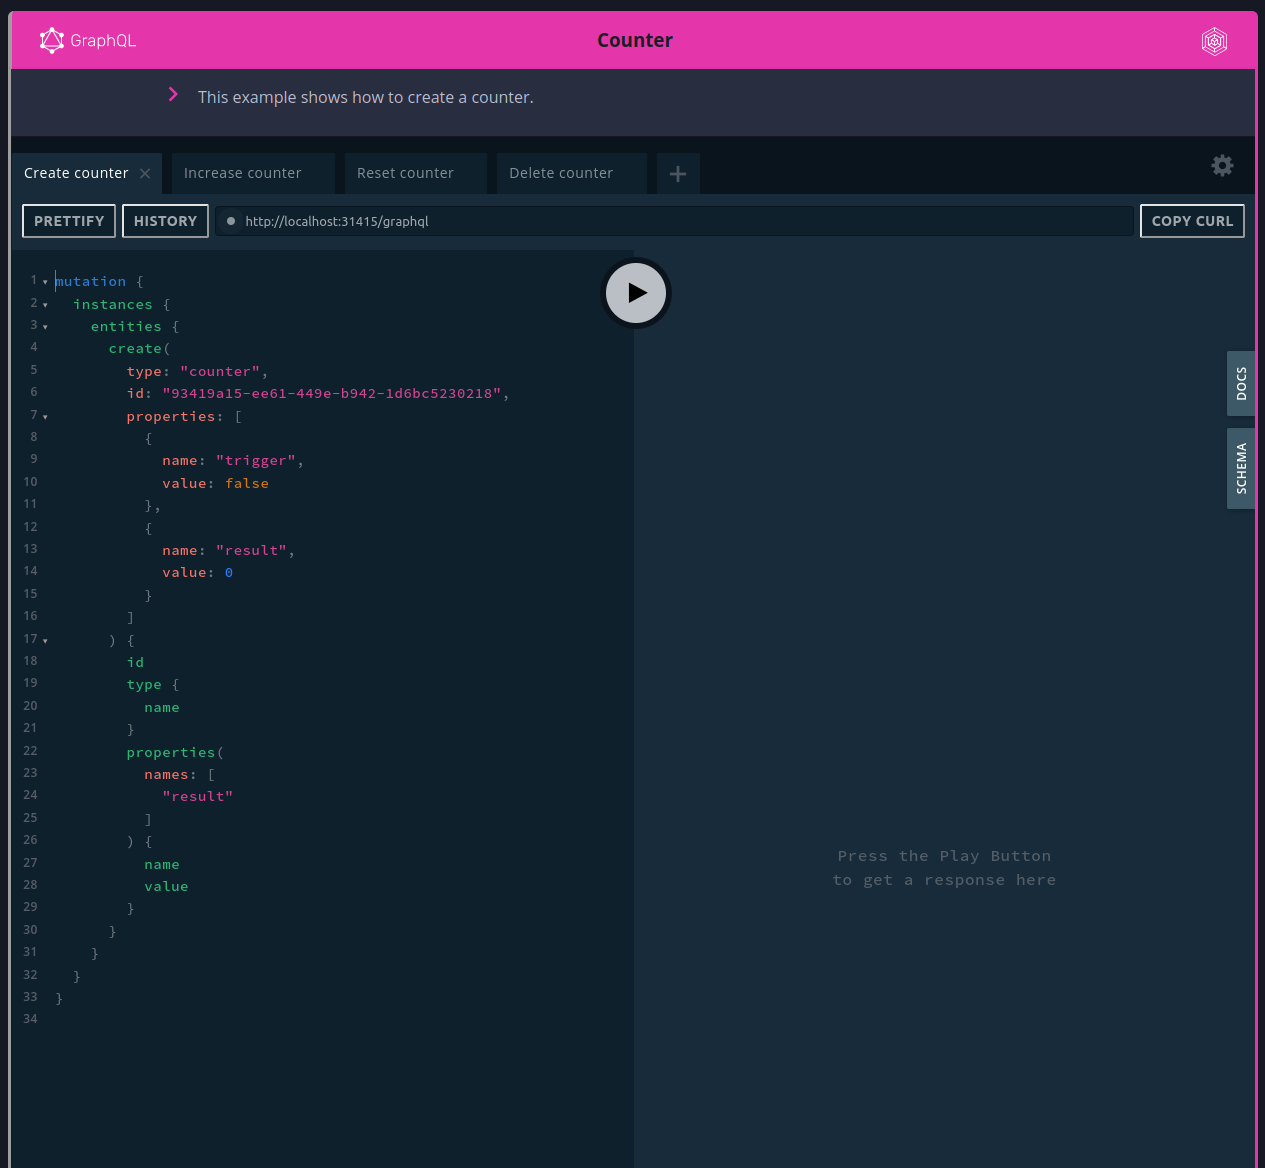 GraphQL
Counter
This example shows how to create a counter.
Create counter
Increase counter
Reset counter
Delete counter
PRETTIFY
HISTORY
http://localhost:31415/graphql
COPY CURL
1 mutation {
2   instances {
3     entities {
4       create(
5         type: "counter",
6         id: "93419a15-ee61-449e-b942-1d6bc5230218",
7         properties: [
8           {
9             name: "trigger",
10             value: false
11           },
12           {
13             name: "result",
14             value: 0
15           }
16         ]
17       ) {
18         id
19         type {
20           name
21         }
22         properties(
23           names: [
24             "result"
25           ]
26         ) {
27           name
28           value
29         }
30       }
31     }
32   }
33 }
34
Press the Play Button
to get a response here
DOCS
SCHEMA